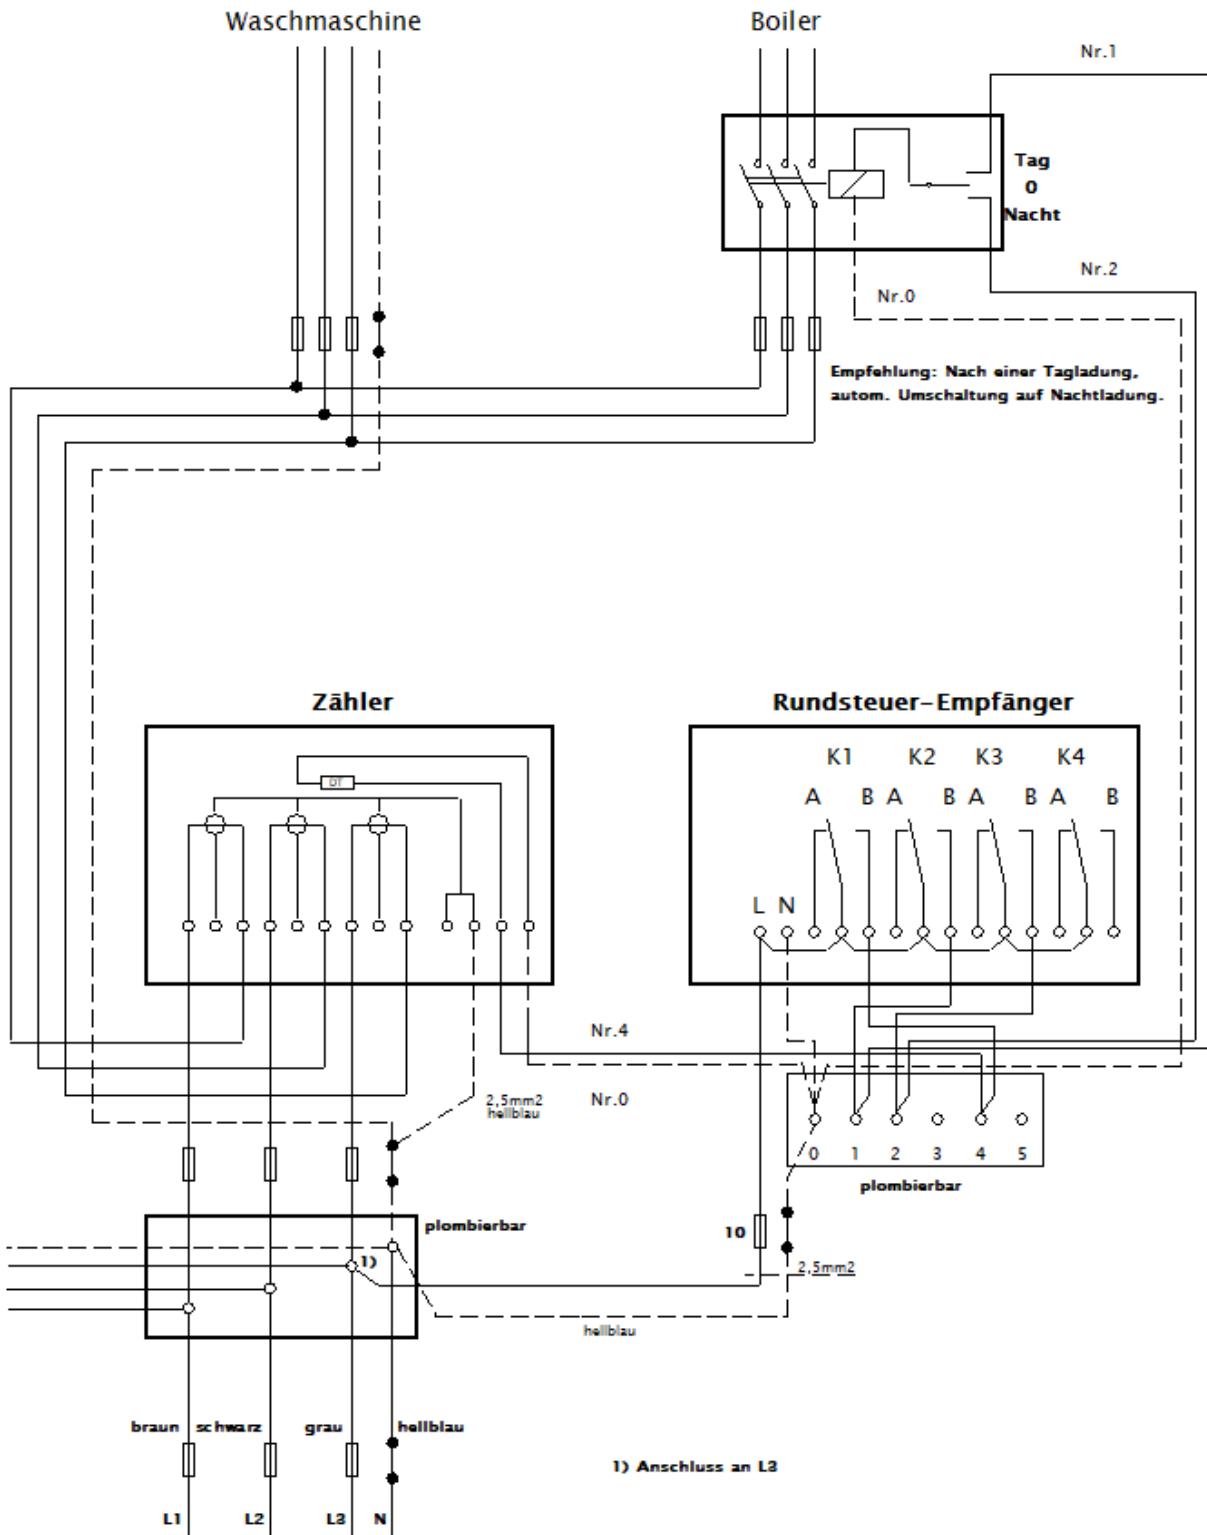 Waschmaschine
Boiler
Nr.1
Tag
0
Nacht
Nr.2
Nr.0
Empfehlung: Nach einer Tagladung,
autom. Umschaltung auf Nachtladung.
Zähler
Rundsteuer-Empfänger
DT
K1 K2 K3 K4
A B A B A B A B
L N
Nr.4
2,5mm2
hellblau
Nr.0
0 1 2 3 4 5
plombierbar
plombierbar
10
1)
2,5mm2
hellblau
braun schwarz grau hellblau
1) Anschluss an L3
L1 L2 L3 N